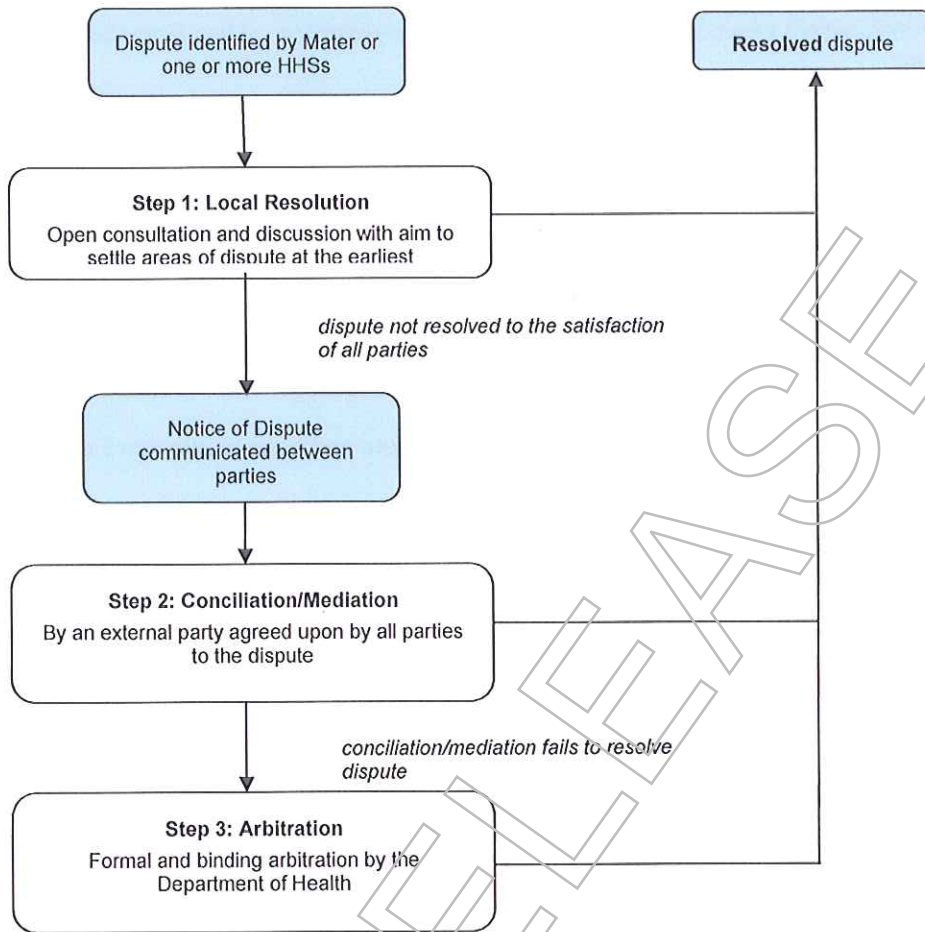 Dispute identified by Mater or
one or more HHSs
Resolved dispute
Step 1: Local Resolution
Open consultation and discussion with aim to
settle areas of dispute at the earliest
dispute not resolved to the satisfaction
of all parties
Notice of Dispute
communicated between
parties
Step 2: Conciliation/Mediation
By an external party agreed upon by all parties
to the dispute
conciliation/mediation fails to resolve
dispute
Step 3: Arbitration
Formal and binding arbitration by the
Department of Health
ELEASE